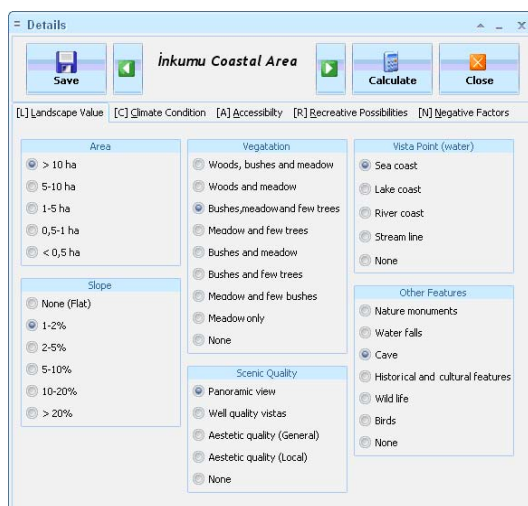 Details
Save
İnkumu Coastal Area
Calculate
Close
[L] Landscape Value [C] Climate Condition [A] Accessibilty [R] Recreative Possibilities [N] Negative Factors
Area
> 10 ha
5-10 ha
1-5 ha
0,5-1 ha
< 0,5 ha
Slope
None (Flat)
1-2%
2-5%
5-10%
10-20%
> 20%
Vegatation
Woods, bushes and meadow
Woods and meadow
Bushes,meadow and few trees
Meadow and few trees
Bushes and meadow
Bushes and few trees
Meadow and few bushes
Meadow only
None
Scenic Quality
Panoramic view
Well quality vistas
Aestetic quality (General)
Aestetic quality (Local)
None
Vista Point (water)
Sea coast
Lake coast
River coast
Stream line
None
Other Features
Nature monuments
Water falls
Cave
Historical and cultural features
Wild life
Birds
None